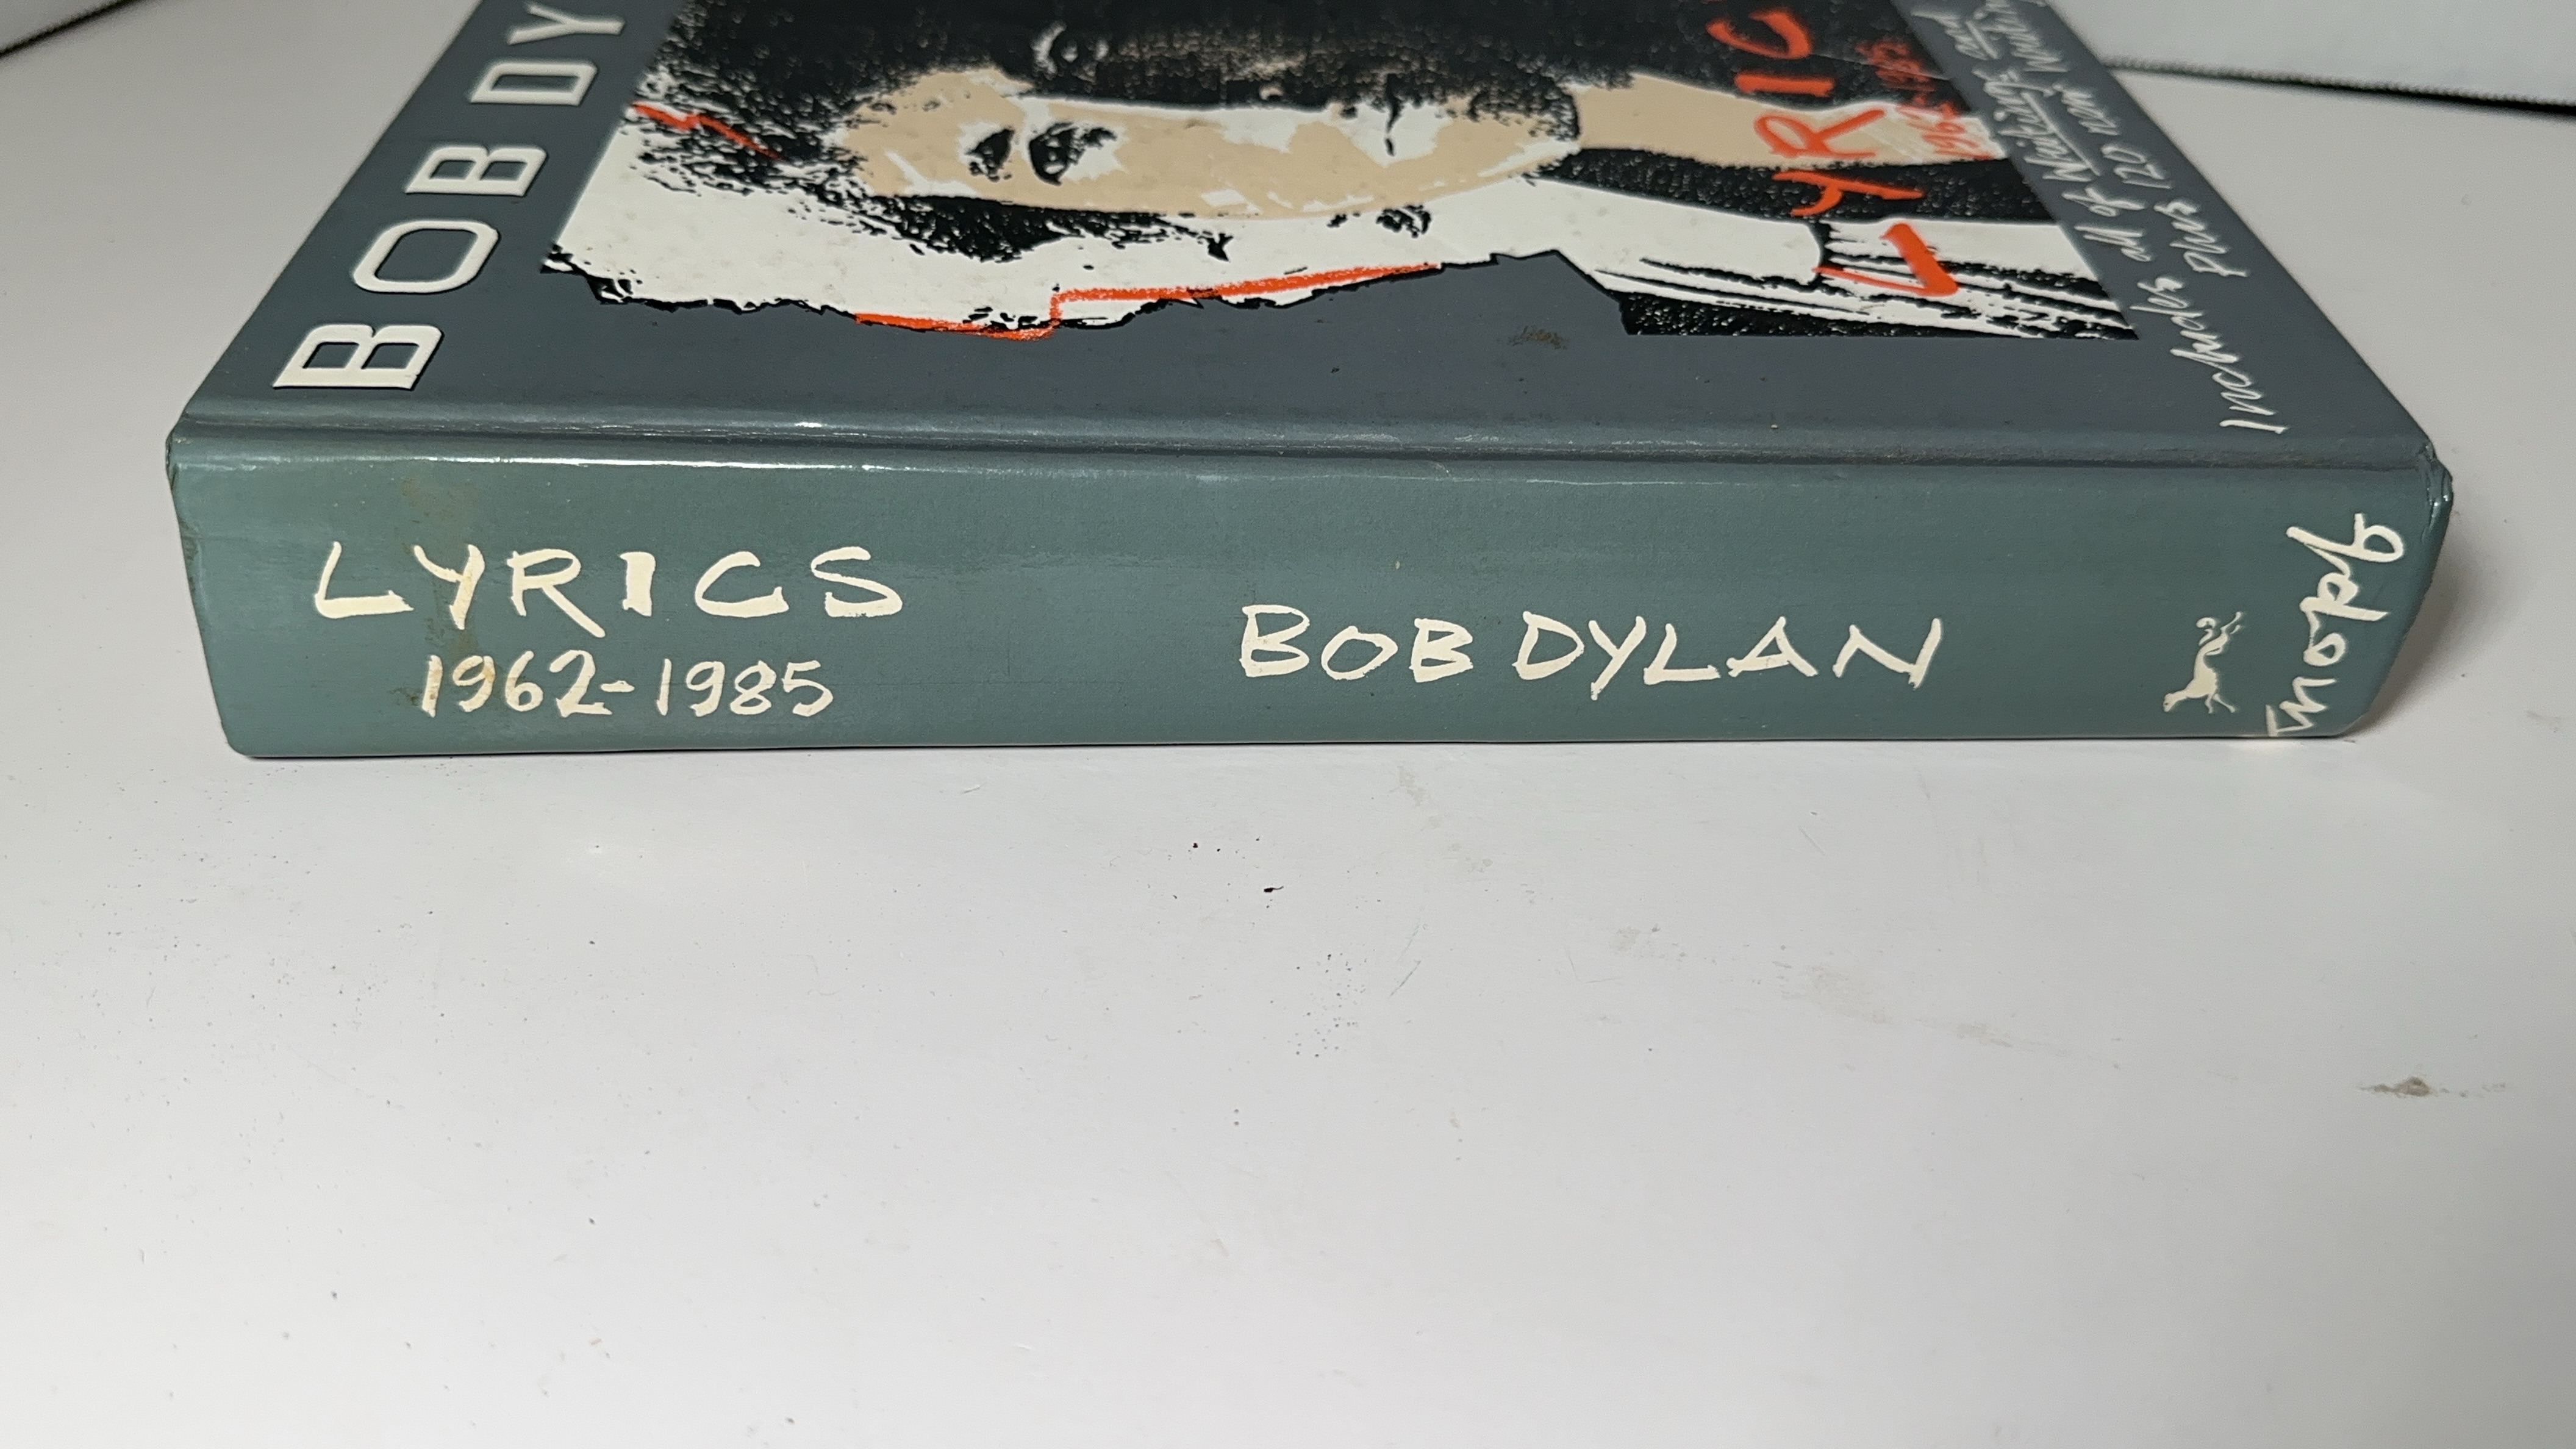 BOB DY
LYRIC
1962-1985
Includes all of Writings and
Plus 120 new Writin
LYRICS
1962-1985
BOB DYLAN
Knopf